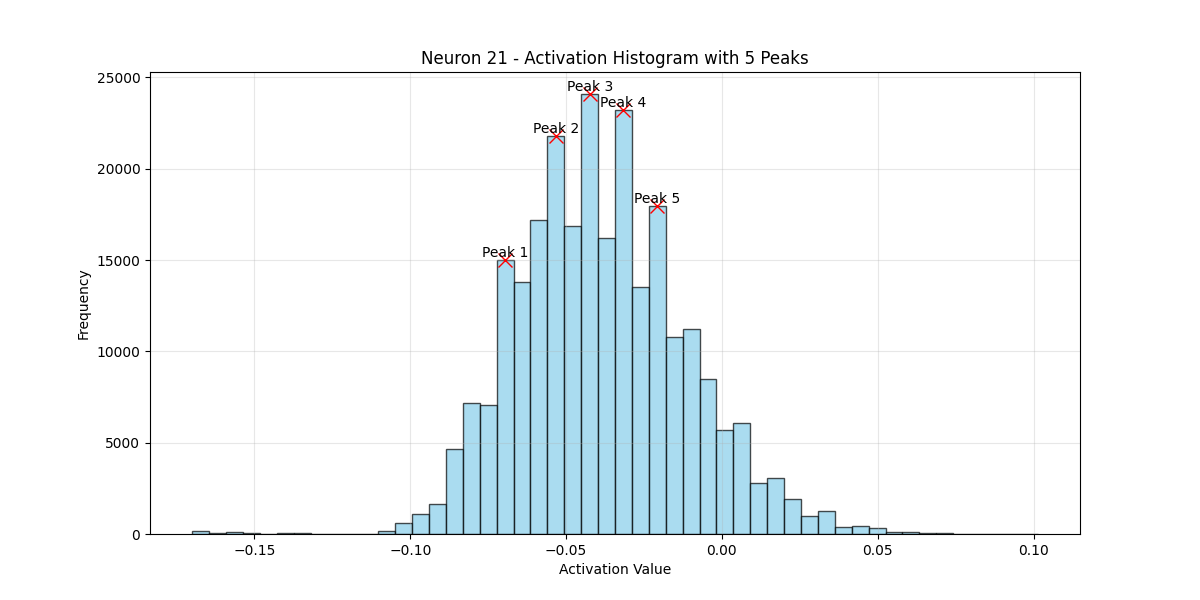 Neuron 21 - Activation Histogram with 5 Peaks
25000
Peak 3
Peak 4
Peak 2
20000
Peak 5
Peak 1
15000
Frequency
10000
5000
0
−0.15 −0.10 −0.05 0.00 0.05 0.10
Activation Value